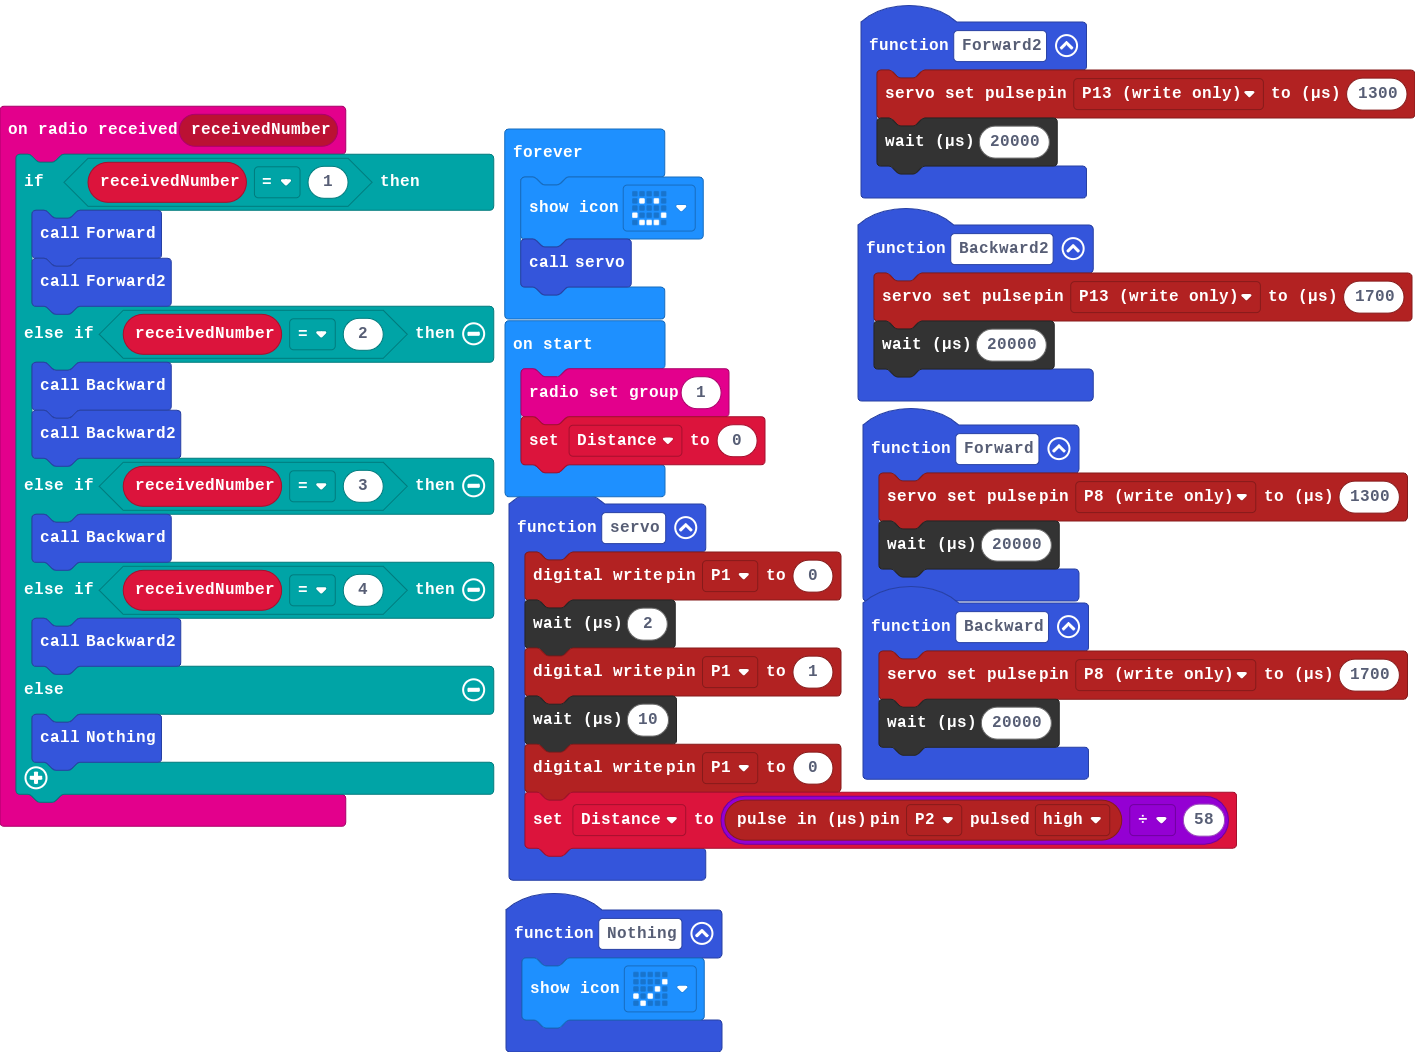 on radio received receivedNumber
if receivedNumber = 1 then
call Forward
call Forward2
else if receivedNumber = 2 then
call Backward
call Backward2
else if receivedNumber = 3 then
call Backward
else if receivedNumber = 4 then
call Backward2
else
call Nothing
forever
show icon
call servo
on start
radio set group 1
set Distance to 0
function servo
digital write pin P1 to 0
wait (µs) 2
digital write pin P1 to 1
wait (µs) 10
digital write pin P1 to 0
set Distance to pulse in (µs) pin P2 pulsed high ÷ 58
function Nothing
show icon
function Forward2
servo set pulse pin P13 (write only) to (µs) 1300
wait (µs) 20000
function Backward2
servo set pulse pin P13 (write only) to (µs) 1700
wait (µs) 20000
function Forward
servo set pulse pin P8 (write only) to (µs) 1300
wait (µs) 20000
function Backward
servo set pulse pin P8 (write only) to (µs) 1700
wait (µs) 20000